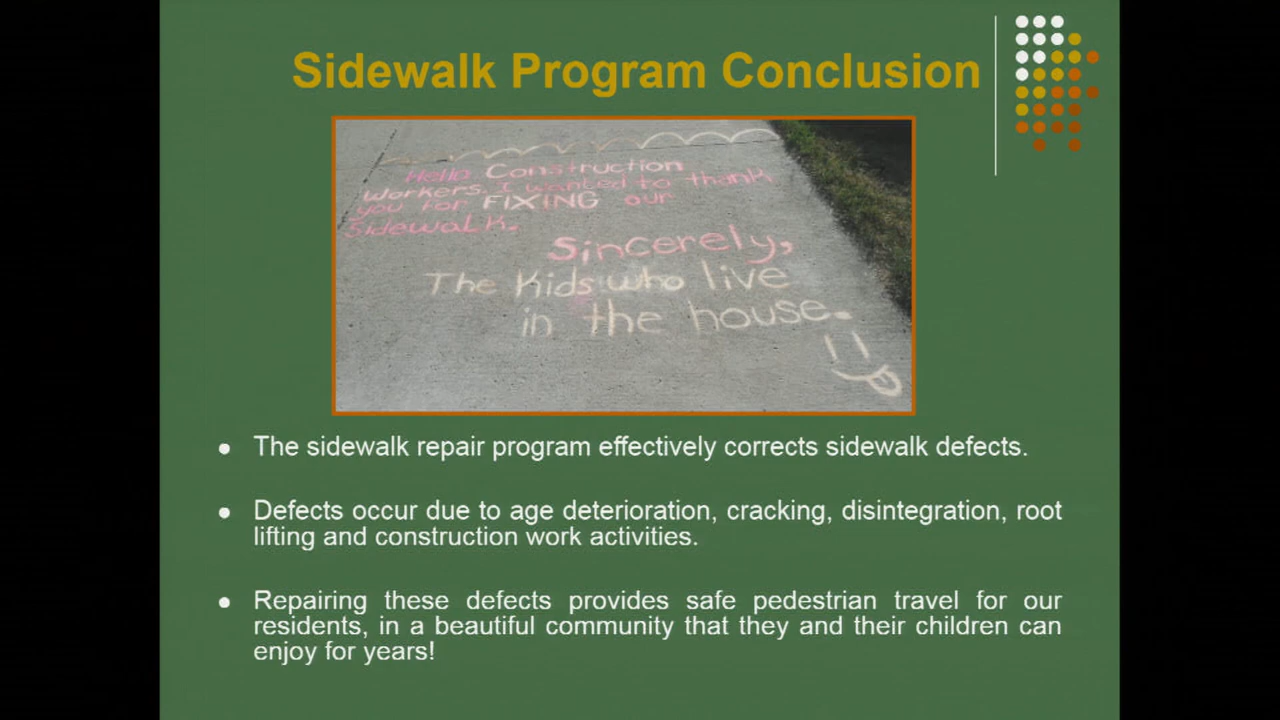 Sidewalk Program Conclusion
Hello Construction
Workers. I wanted to thank
you for FIXING our
SidewaLK.
Sincerely,
The Kids who live
in the house.
● The sidewalk repair program effectively corrects sidewalk defects.
● Defects occur due to age deterioration, cracking, disintegration, root
lifting and construction work activities.
● Repairing these defects provides safe pedestrian travel for our
residents, in a beautiful community that they and their children can
enjoy for years!